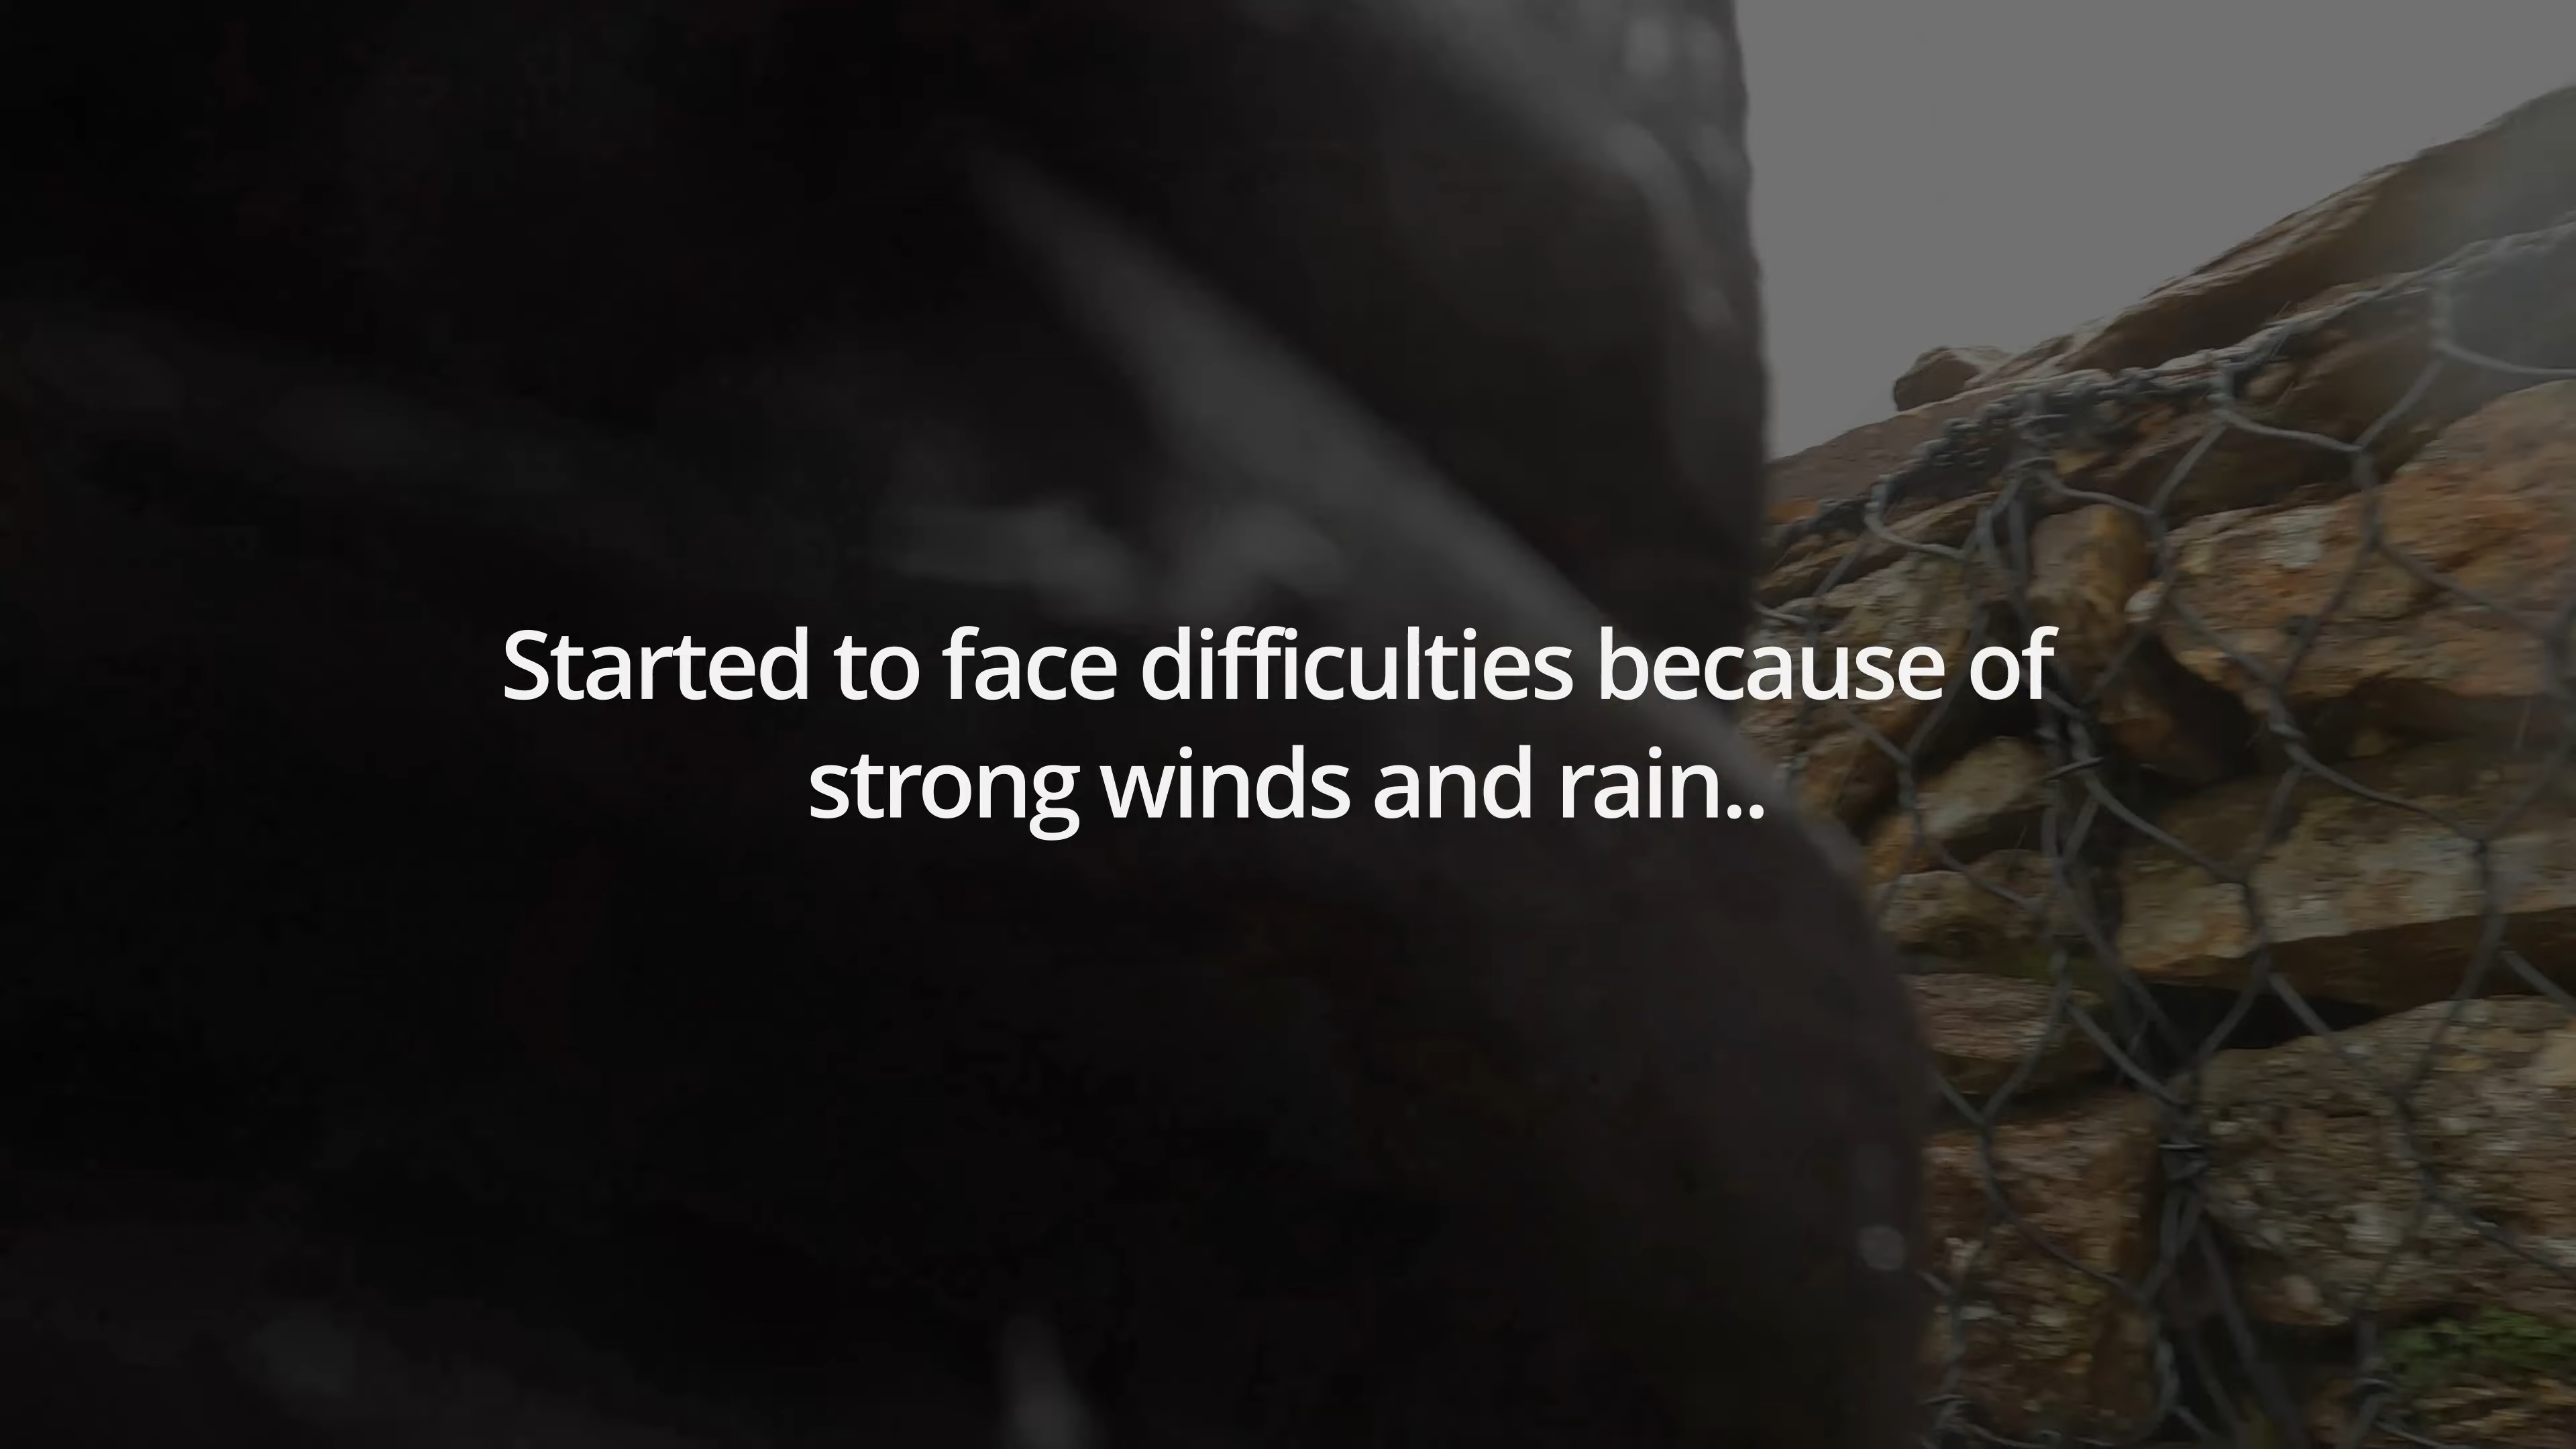 Started to face difficulties because of
strong winds and rain..